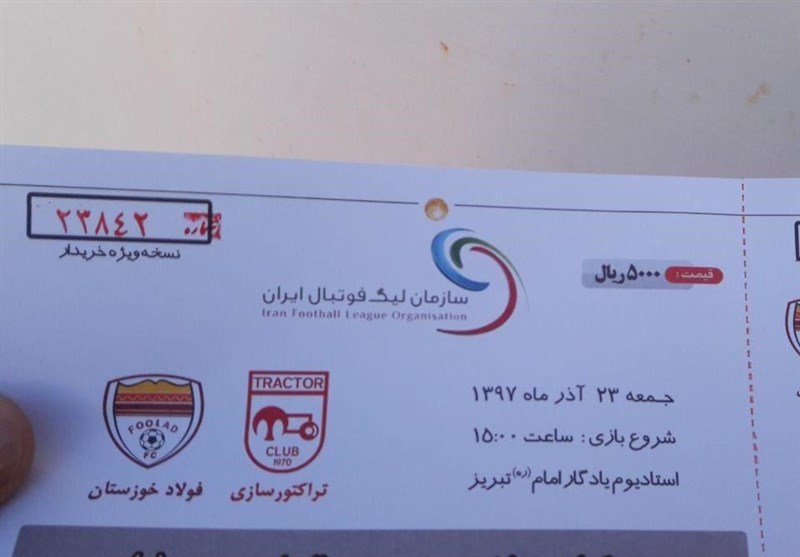 شماره ۲۳۸۴۲
نسخه ویژه خریدار
سازمان لیگ فوتبال ایران
Iran Football League Organisation
قیمت: ۵۰۰۰ ریال
جمعه ۲۳ آذر ماه ۱۳۹۷
شروع بازی: ساعت ۱۵:۰۰
استادیوم یادگار امام (ره) تبریز
TRACTOR
CLUB
1970
تراکتورسازی
FOOLAD
FC
فولاد خوزستان